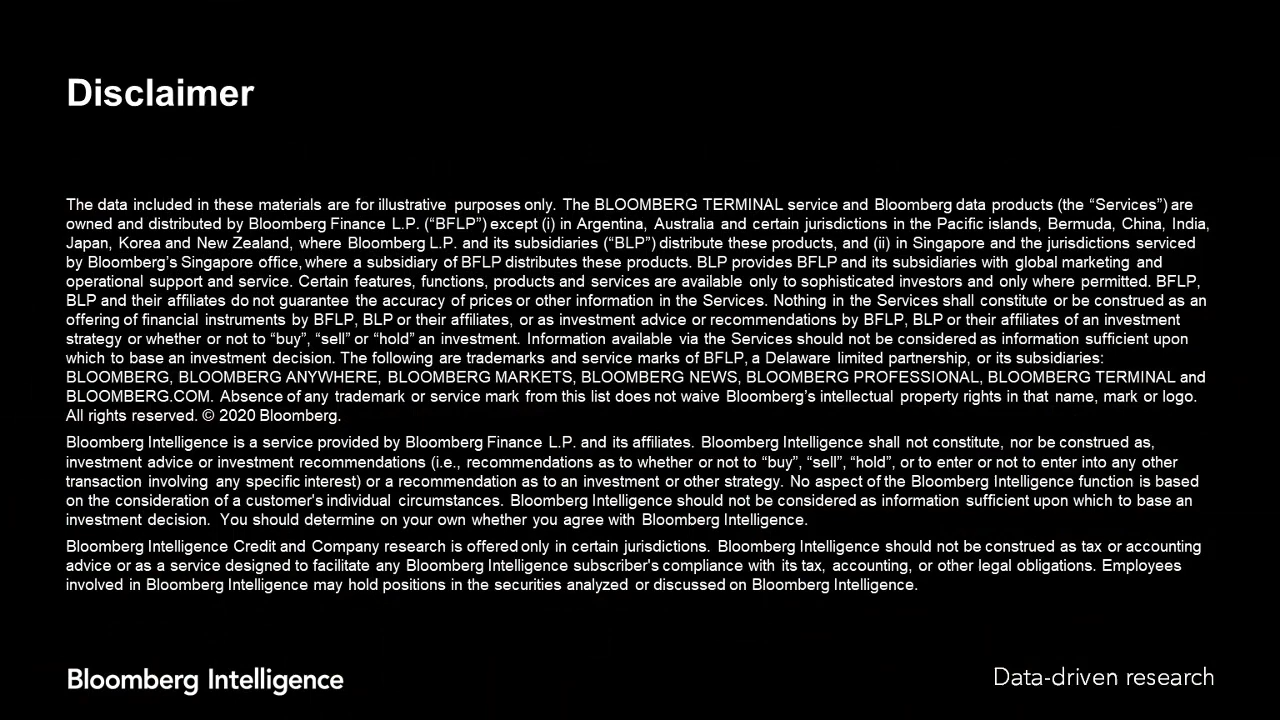 Disclaimer
The data included in these materials are for illustrative purposes only. The BLOOMBERG TERMINAL service and Bloomberg data products (the “Services”) are
owned and distributed by Bloomberg Finance L.P. (“BFLP”) except (i) in Argentina, Australia and certain jurisdictions in the Pacific islands, Bermuda, China, India,
Japan, Korea and New Zealand, where Bloomberg L.P. and its subsidiaries (“BLP”) distribute these products, and (ii) in Singapore and the jurisdictions serviced
by Bloomberg’s Singapore office, where a subsidiary of BFLP distributes these products. BLP provides BFLP and its subsidiaries with global marketing and
operational support and service. Certain features, functions, products and services are available only to sophisticated investors and only where permitted. BFLP,
BLP and their affiliates do not guarantee the accuracy of prices or other information in the Services. Nothing in the Services shall constitute or be construed as an
offering of financial instruments by BFLP, BLP or their affiliates, or as investment advice or recommendations by BFLP, BLP or their affiliates of an investment
strategy or whether or not to “buy”, “sell” or “hold” an investment. Information available via the Services should not be considered as information sufficient upon
which to base an investment decision. The following are trademarks and service marks of BFLP, a Delaware limited partnership, or its subsidiaries:
BLOOMBERG, BLOOMBERG ANYWHERE, BLOOMBERG MARKETS, BLOOMBERG NEWS, BLOOMBERG PROFESSIONAL, BLOOMBERG TERMINAL and
BLOOMBERG.COM. Absence of any trademark or service mark from this list does not waive Bloomberg’s intellectual property rights in that name, mark or logo.
All rights reserved. © 2020 Bloomberg.
Bloomberg Intelligence is a service provided by Bloomberg Finance L.P. and its affiliates. Bloomberg Intelligence shall not constitute, nor be construed as,
investment advice or investment recommendations (i.e., recommendations as to whether or not to “buy”, “sell”, “hold”, or to enter or not to enter into any other
transaction involving any specific interest) or a recommendation as to an investment or other strategy. No aspect of the Bloomberg Intelligence function is based
on the consideration of a customer's individual circumstances. Bloomberg Intelligence should not be considered as information sufficient upon which to base an
investment decision. You should determine on your own whether you agree with Bloomberg Intelligence.
Bloomberg Intelligence Credit and Company research is offered only in certain jurisdictions. Bloomberg Intelligence should not be construed as tax or accounting
advice or as a service designed to facilitate any Bloomberg Intelligence subscriber's compliance with its tax, accounting, or other legal obligations. Employees
involved in Bloomberg Intelligence may hold positions in the securities analyzed or discussed on Bloomberg Intelligence.
Bloomberg Intelligence
Data-driven research